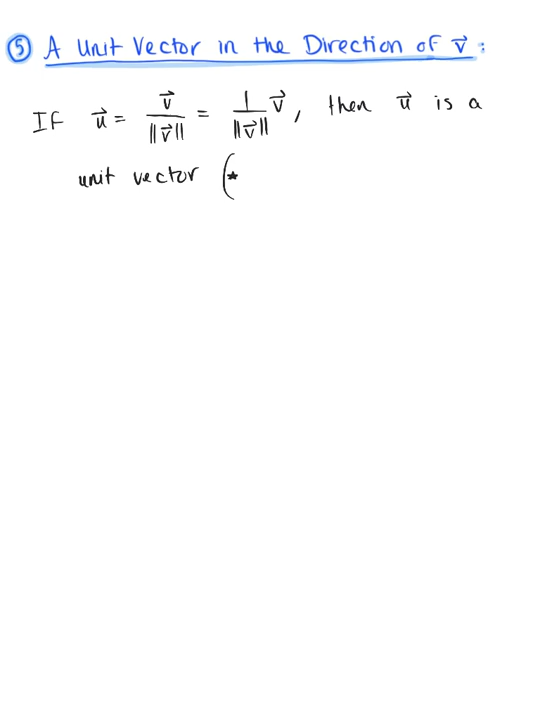 ⑤ A Unit Vector in the Direction of v⃗ :
If u⃗ = v⃗ / ||v⃗|| = 1 / ||v⃗|| v⃗, then u⃗ is a
unit vector (★